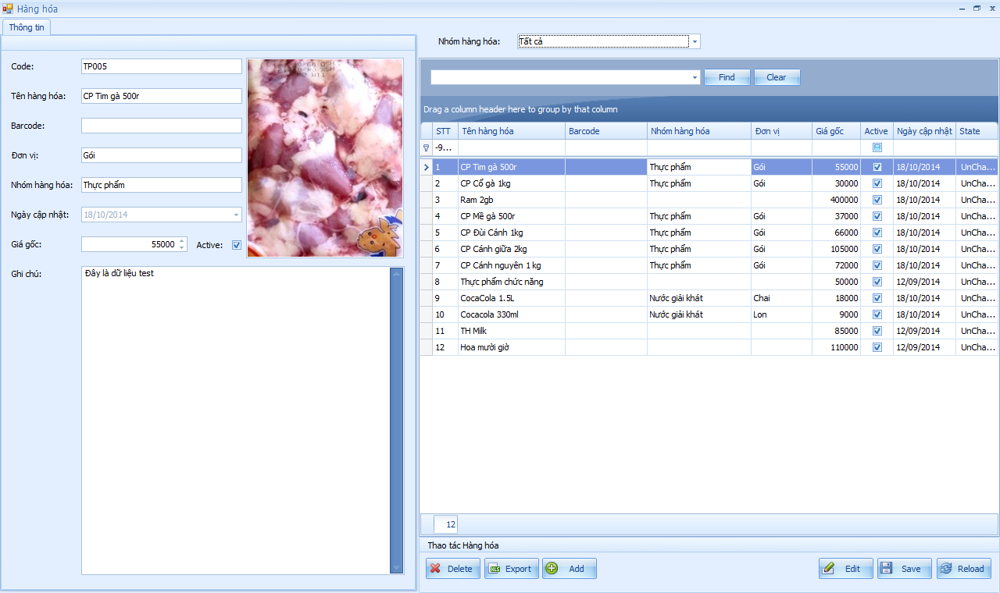 Hàng hóa
Thông tin
Code: TP005
Tên hàng hóa: CP Tim gà 500r
Barcode:
Đơn vị: Gói
Nhóm hàng hóa: Thực phẩm
Ngày cập nhật: 18/10/2014
Giá gốc: 55000 Active:
Ghi chú: Đây là dữ liệu test
Nhóm hàng hóa: Tất cả
Find Clear
Drag a column header here to group by that column
STT Tên hàng hóa Barcode Nhóm hàng hóa Đơn vị Giá gốc Active Ngày cập nhật State
-9...
1 CP Tim gà 500r Thực phẩm Gói 55000 18/10/2014 UnCha...
2 CP Cổ gà 1kg Thực phẩm Gói 30000 18/10/2014 UnCha...
3 Ram 2gb 400000 18/10/2014 UnCha...
4 CP Mề gà 500r Thực phẩm Gói 37000 18/10/2014 UnCha...
5 CP Đùi Cánh 1kg Thực phẩm Gói 66000 18/10/2014 UnCha...
6 CP Cánh giữa 2kg Thực phẩm Gói 105000 18/10/2014 UnCha...
7 CP Cánh nguyên 1 kg Thực phẩm Gói 72000 18/10/2014 UnCha...
8 Thực phẩm chức năng 50000 12/09/2014 UnCha...
9 CocaCola 1.5L Nước giải khát Chai 18000 18/10/2014 UnCha...
10 Cocacola 330ml Nước giải khát Lon 9000 18/10/2014 UnCha...
11 TH Milk 85000 12/09/2014 UnCha...
12 Hoa mười giờ 110000 12/09/2014 UnCha...
12
Thao tác Hàng hóa
Delete XLS Export Add Edit Save Reload